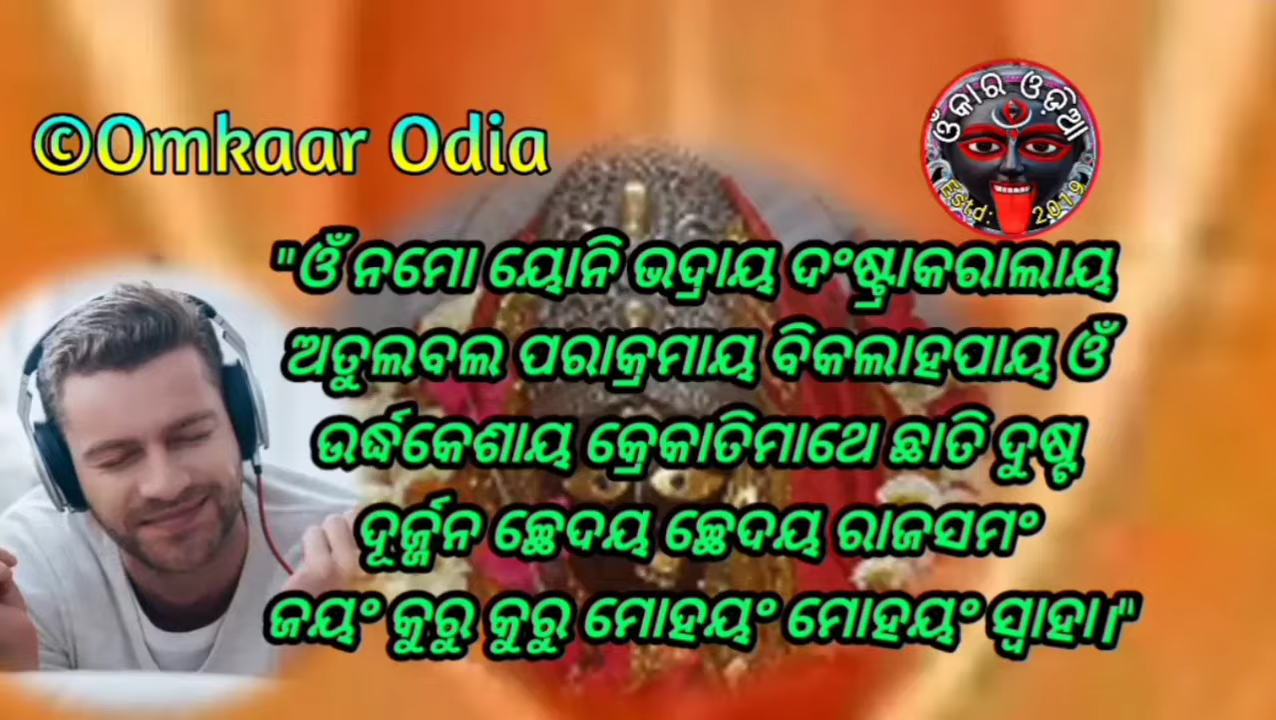 ©Omkaar Odia
ଓଁକାର ଓଡ଼ିଆ
Estd: 2019
"ଓଁ ନମୋ ୟୋନି ଭଦ୍ରାୟ ଦଂଷ୍ଟ୍ରାକରାଲାୟ
ଅତୁଲବଲ ପରାକ୍ରମାୟ ବିକଲାହପାୟ ଓଁ
ଉର୍ଦ୍ଧକେଶାୟ କ୍ରେକାତିମାଥେ ଛାତି ଦୁଷ୍ଟ
ଦୂର୍ଜ୍ଜନ ଚ୍ଛେଦୟ ଚ୍ଛେଦୟ ରାଜସମଂ
ଜୟଂ କୁରୁ କୁରୁ ମୋହୟଂ ମୋହୟଂ ସ୍ୱାହା।"